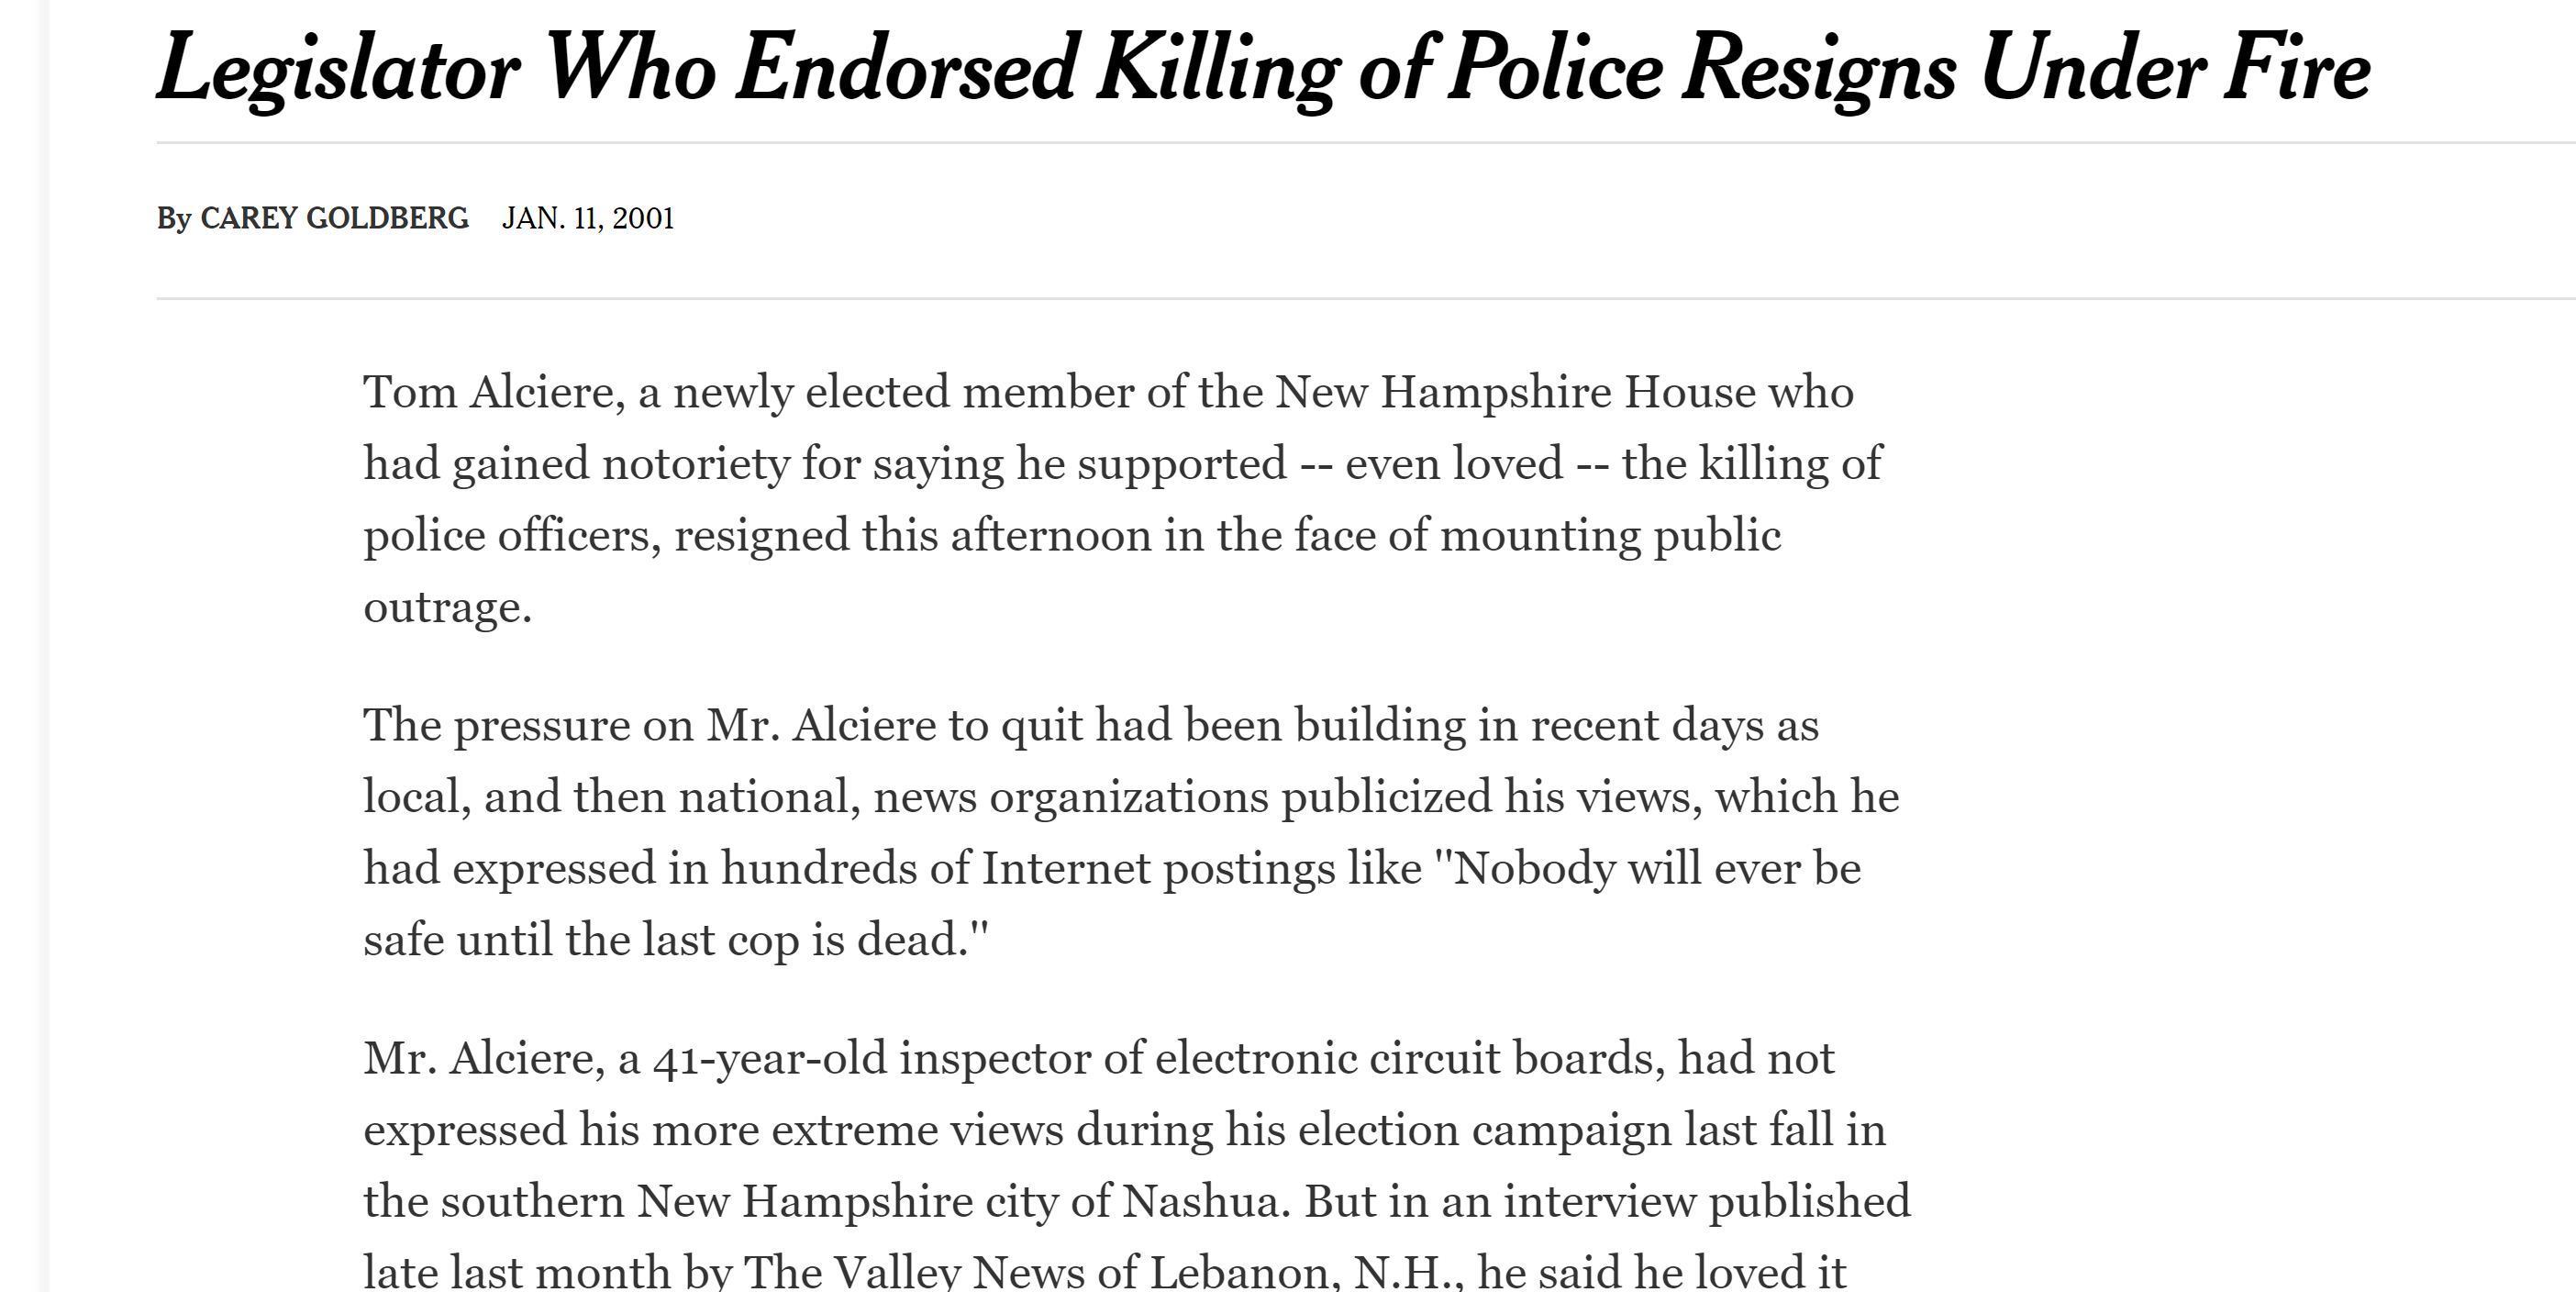 Legislator Who Endorsed Killing of Police Resigns Under Fire
By CAREY GOLDBERG JAN. 11, 2001
Tom Alciere, a newly elected member of the New Hampshire House who
had gained notoriety for saying he supported -- even loved -- the killing of
police officers, resigned this afternoon in the face of mounting public
outrage.
The pressure on Mr. Alciere to quit had been building in recent days as
local, and then national, news organizations publicized his views, which he
had expressed in hundreds of Internet postings like "Nobody will ever be
safe until the last cop is dead."
Mr. Alciere, a 41-year-old inspector of electronic circuit boards, had not
expressed his more extreme views during his election campaign last fall in
the southern New Hampshire city of Nashua. But in an interview published
late last month by The Valley News of Lebanon, N.H., he said he loved it